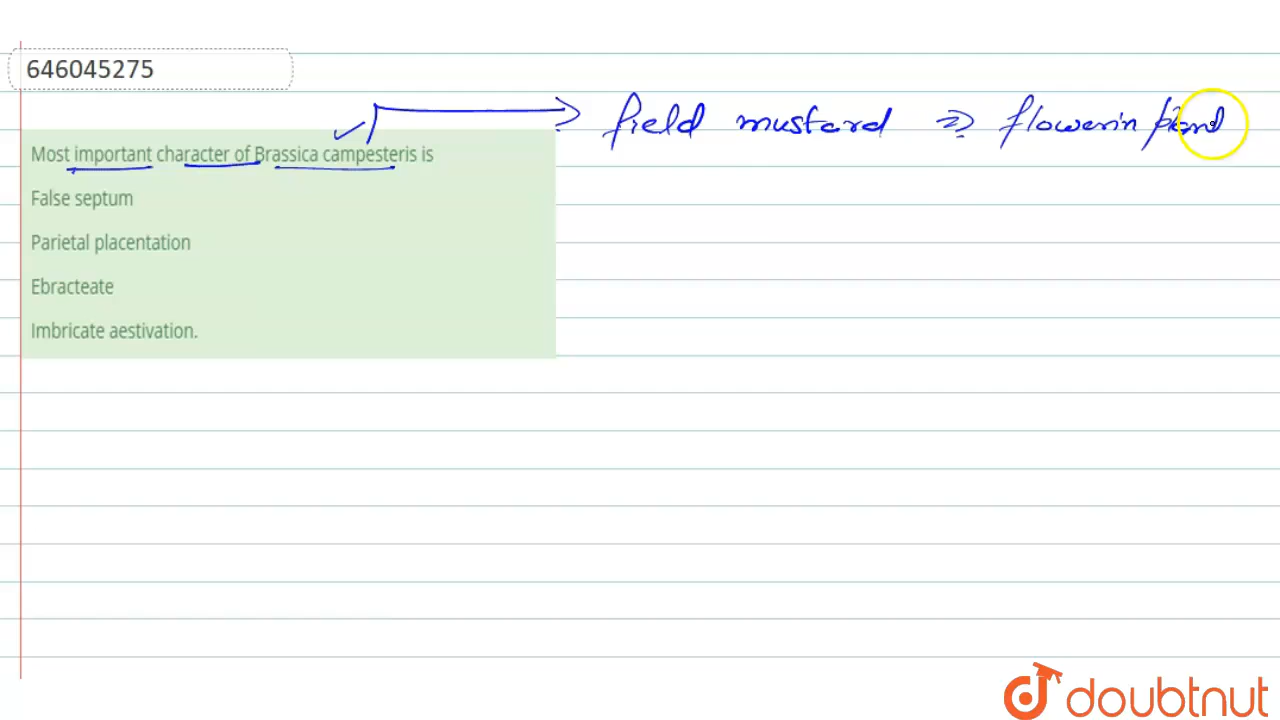 646045275
field mustard => flowerin plant
Most important character of Brassica campesteris is
False septum
Parietal placentation
Ebracteate
Imbricate aestivation.
doubtnut